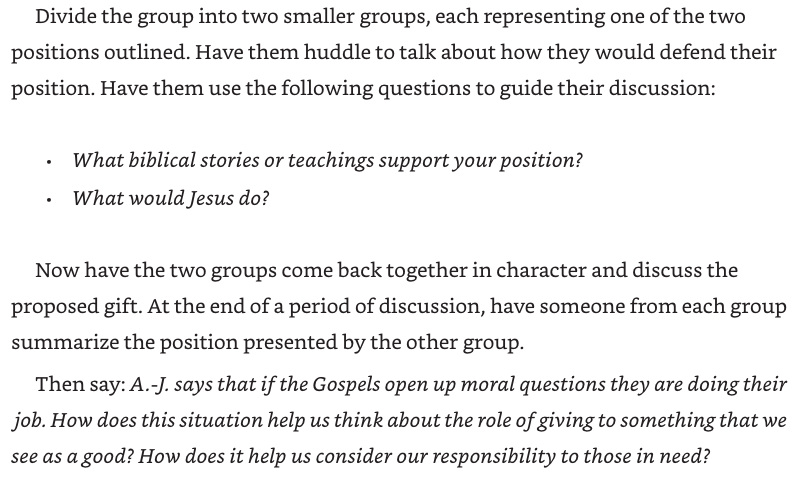 Divide the group into two smaller groups, each representing one of the two
positions outlined. Have them huddle to talk about how they would defend their
position. Have them use the following questions to guide their discussion:
• What biblical stories or teachings support your position?
• What would Jesus do?
Now have the two groups come back together in character and discuss the
proposed gift. At the end of a period of discussion, have someone from each group
summarize the position presented by the other group.
Then say: A.-J. says that if the Gospels open up moral questions they are doing their
job. How does this situation help us think about the role of giving to something that we
see as a good? How does it help us consider our responsibility to those in need?